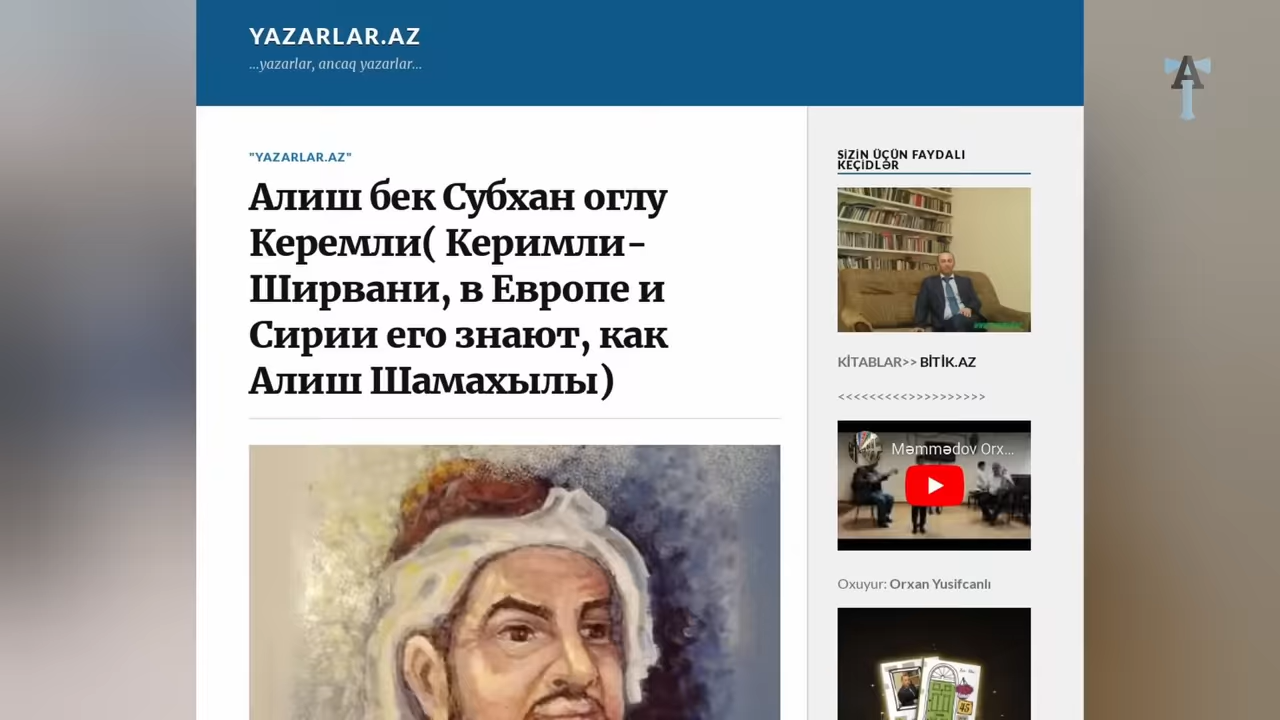 YAZARLAR.AZ
...yazarlar, ancaq yazarlar...
"YAZARLAR.AZ"
Алиш бек Субхан оглу
Керемли( Керимли-
Ширвани, в Европе и
Сирии его знают, как
Алиш Шамахылы)
SİZİN ÜÇÜN FAYDALI
KEÇİDLƏR
KİTABLAR>> BİTİK.AZ
<<<<<<<<<>>>>>>>>>>
Məmmədov Orx...
Oxuyur: Orxan Yusifcanlı
45
A